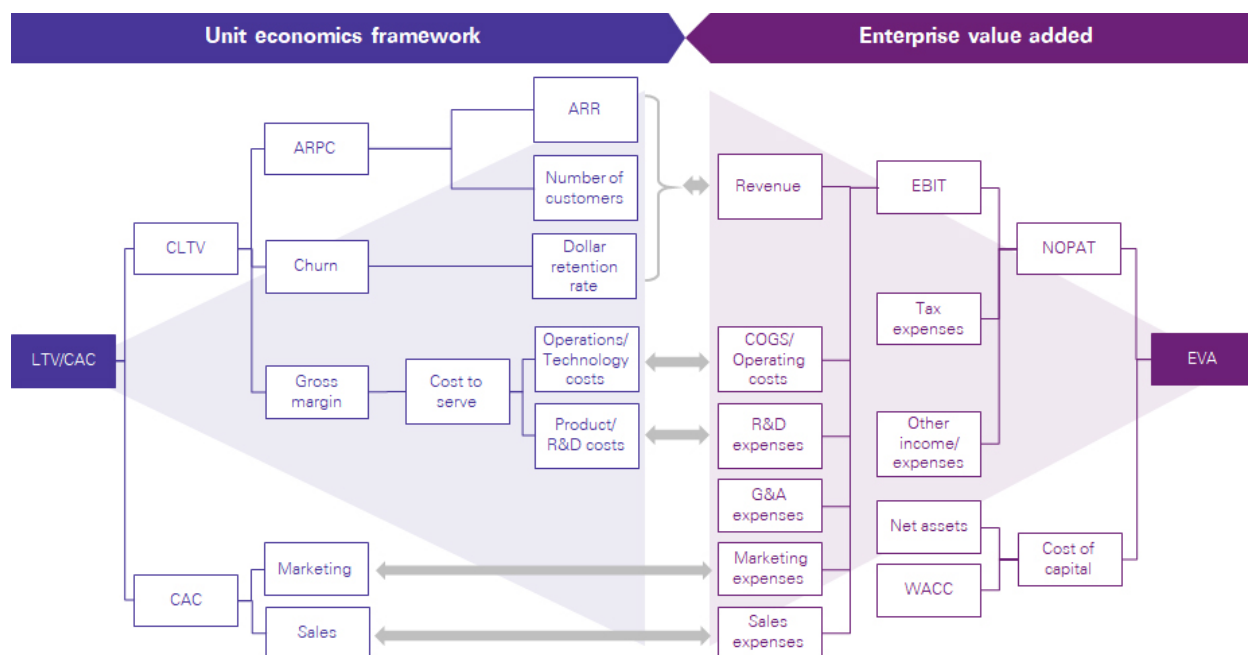 Unit economics framework
Enterprise value added
ARR
ARPC
Number of
customers
Revenue
EBIT
CLTV
Churn
Dollar
retention
rate
NOPAT
Tax
expenses
LTV/CAC
Operations/
Technology
costs
COGS/
Operating
costs
EVA
Gross
margin
Cost to
serve
Product/
R&D costs
R&D
expenses
Other
income/
expenses
G&A
expenses
Net assets
Marketing
Marketing
expenses
Cost of
capital
CAC
WACC
Sales
Sales
expenses